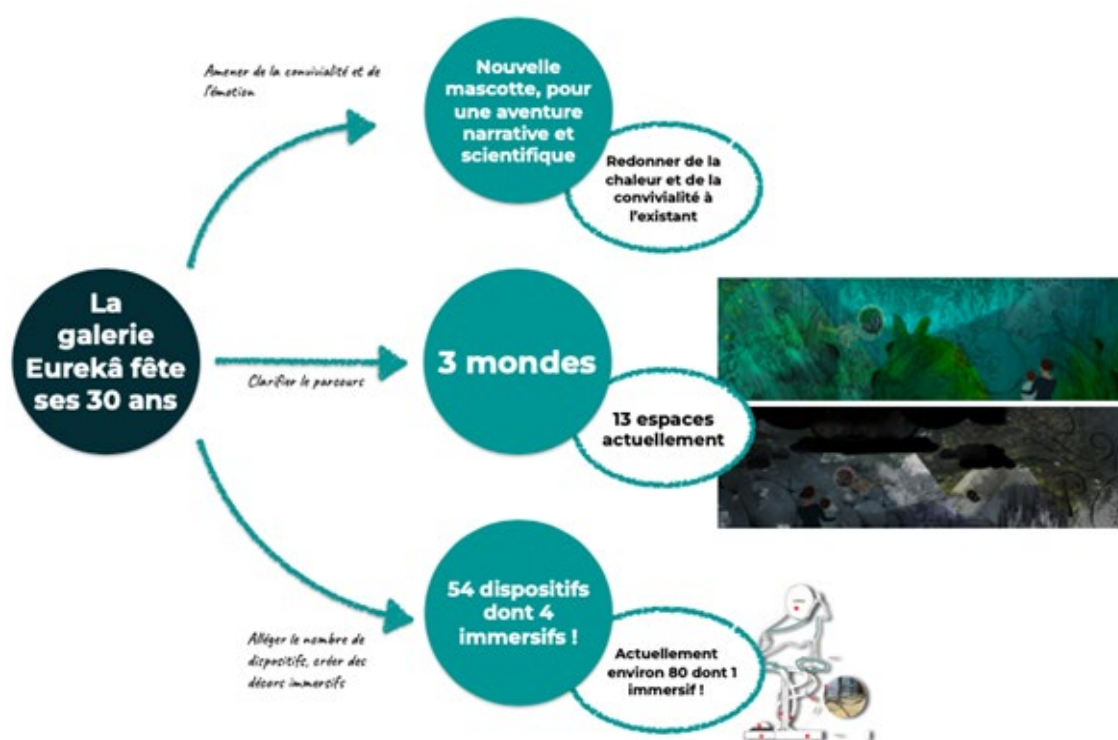 Amener de la convivialité et de
l'émotion
Nouvelle
mascotte, pour
une aventure
narrative et
scientifique
Redonner de la
chaleur et de la
convivialité à
l'existant
La
galerie
Eurekâ fête
ses 30 ans
Clarifier le parcours
3 mondes
13 espaces
actuellement
Alléger le nombre de
dispositifs, créer des
décors immersifs
54 dispositifs
dont 4
immersifs !
Actuellement
environ 80 dont 1
immersif !